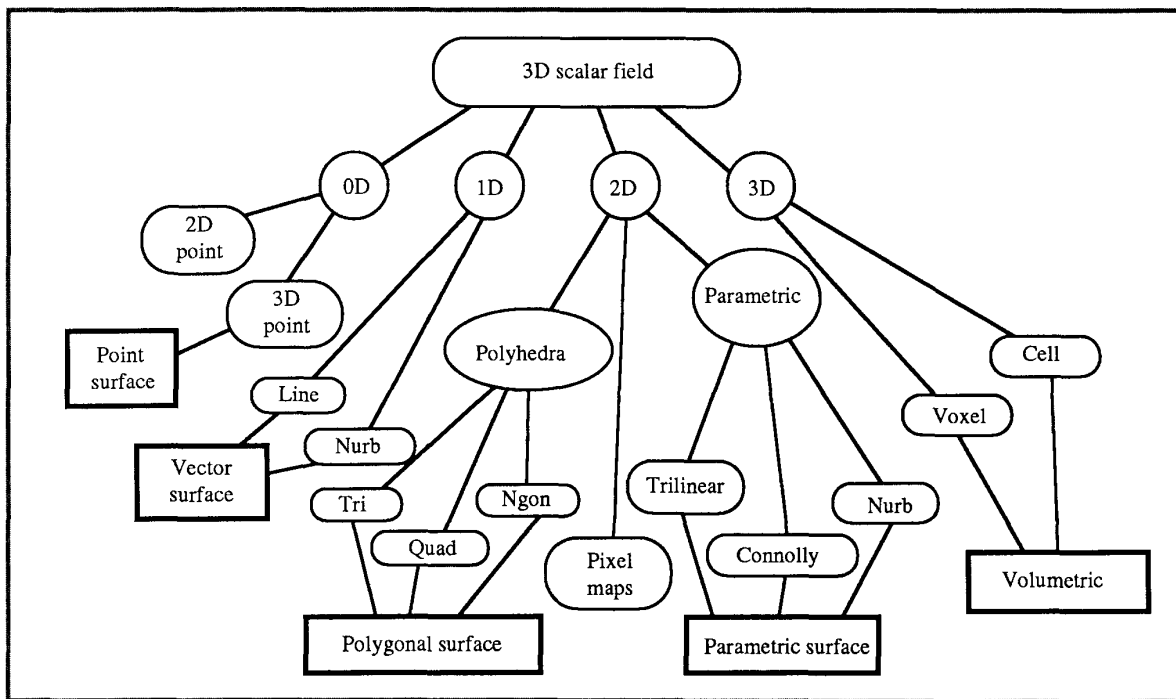 3D scalar field
0D
1D
2D
3D
2D
point
3D
point
Parametric
Point
surface
Polyhedra
Cell
Line
Voxel
Nurb
Vector
surface
Tri
Ngon
Trilinear
Nurb
Quad
Pixel
maps
Connolly
Volumetric
Polygonal surface
Parametric surface